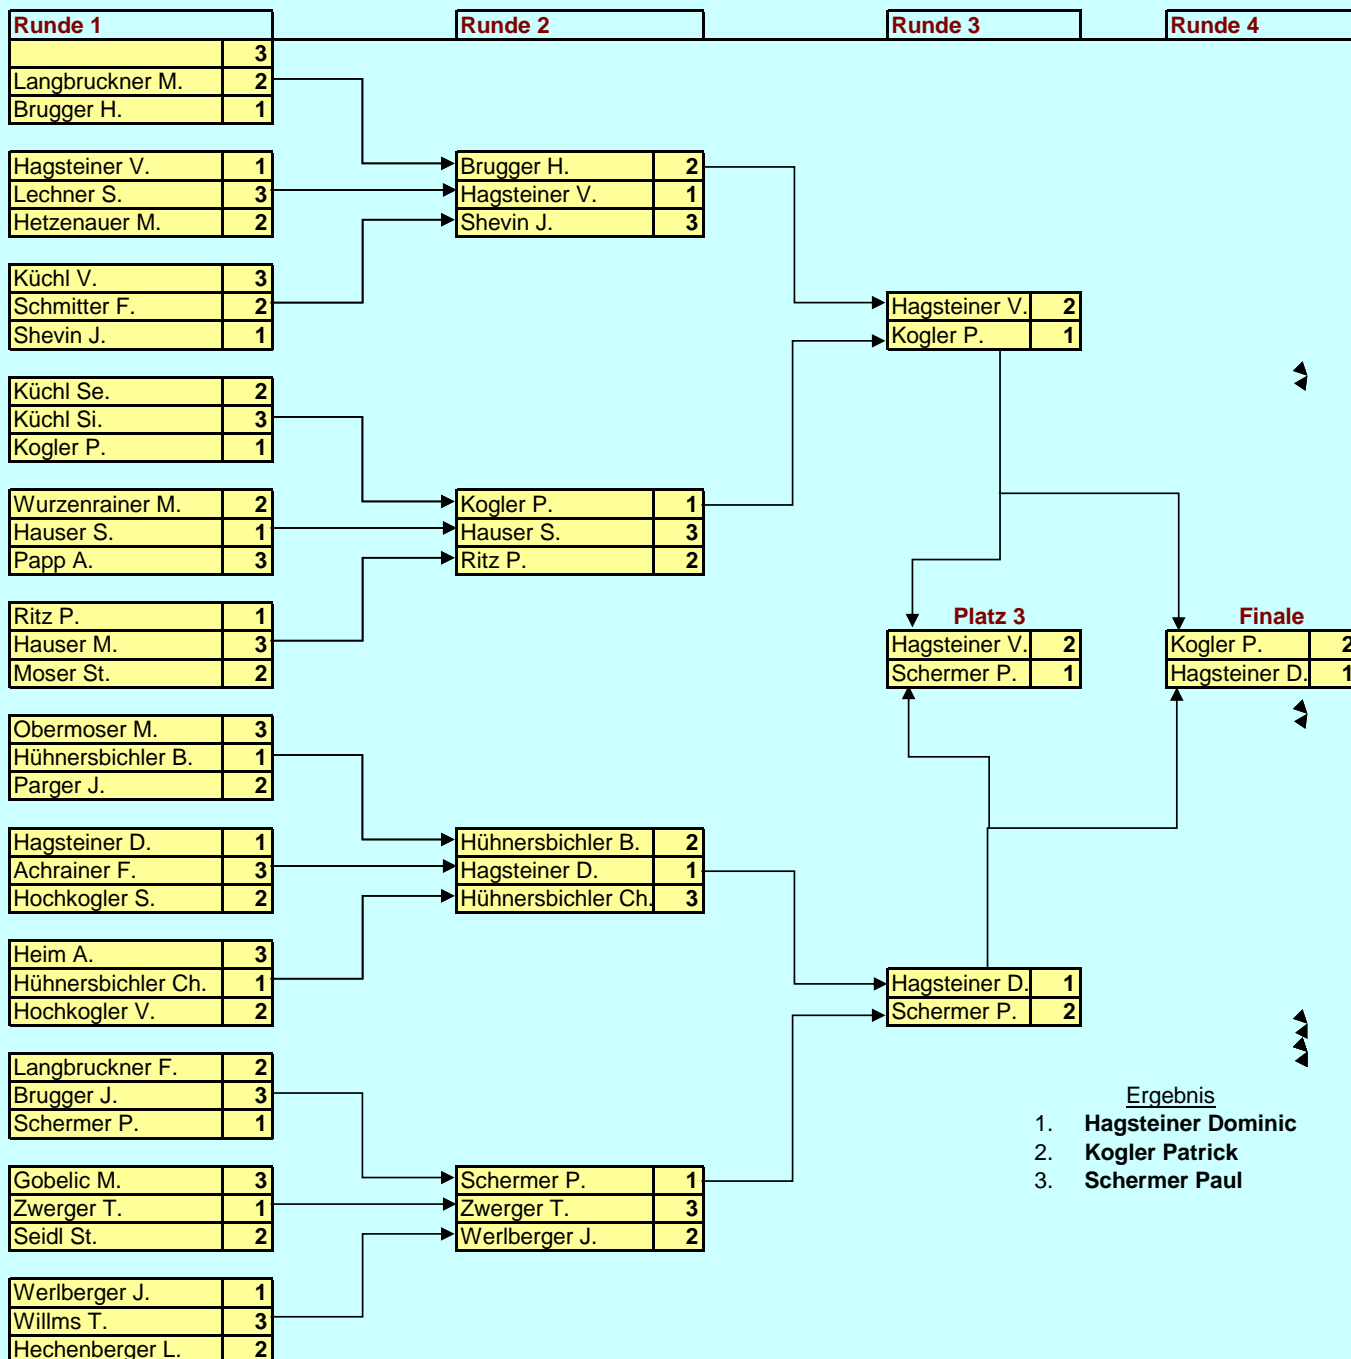 Runde 1
Runde 2
Runde 3
Runde 4
3
Langbruckner M. 2
Brugger H. 1
Hagsteiner V. 1
Lechner S. 3
Hetzenauer M. 2
Küchl V. 3
Schmitter F. 2
Shevin J. 1
Küchl Se. 2
Küchl Si. 3
Kogler P. 1
Wurzenrainer M. 2
Hauser S. 1
Papp A. 3
Ritz P. 1
Hauser M. 3
Moser St. 2
Obermoser M. 3
Hühnersbichler B. 1
Parger J. 2
Hagsteiner D. 1
Achrainer F. 3
Hochkogler S. 2
Heim A. 3
Hühnersbichler Ch. 1
Hochkogler V. 2
Langbruckner F. 2
Brugger J. 3
Schermer P. 1
Gobelic M. 3
Zwerger T. 1
Seidl St. 2
Werlberger J. 1
Willms T. 3
Hechenberger L. 2
Brugger H. 2
Hagsteiner V. 1
Shevin J. 3
Kogler P. 1
Hauser S. 3
Ritz P. 2
Hühnersbichler B. 2
Hagsteiner D. 1
Hühnersbichler Ch. 3
Schermer P. 1
Zwerger T. 3
Werlberger J. 2
Hagsteiner V. 2
Kogler P. 1
Platz 3
Hagsteiner V. 2
Schermer P. 1
Hagsteiner D. 1
Schermer P. 2
Finale
Kogler P. 2
Hagsteiner D. 1
Ergebnis
1. Hagsteiner Dominic
2. Kogler Patrick
3. Schermer Paul